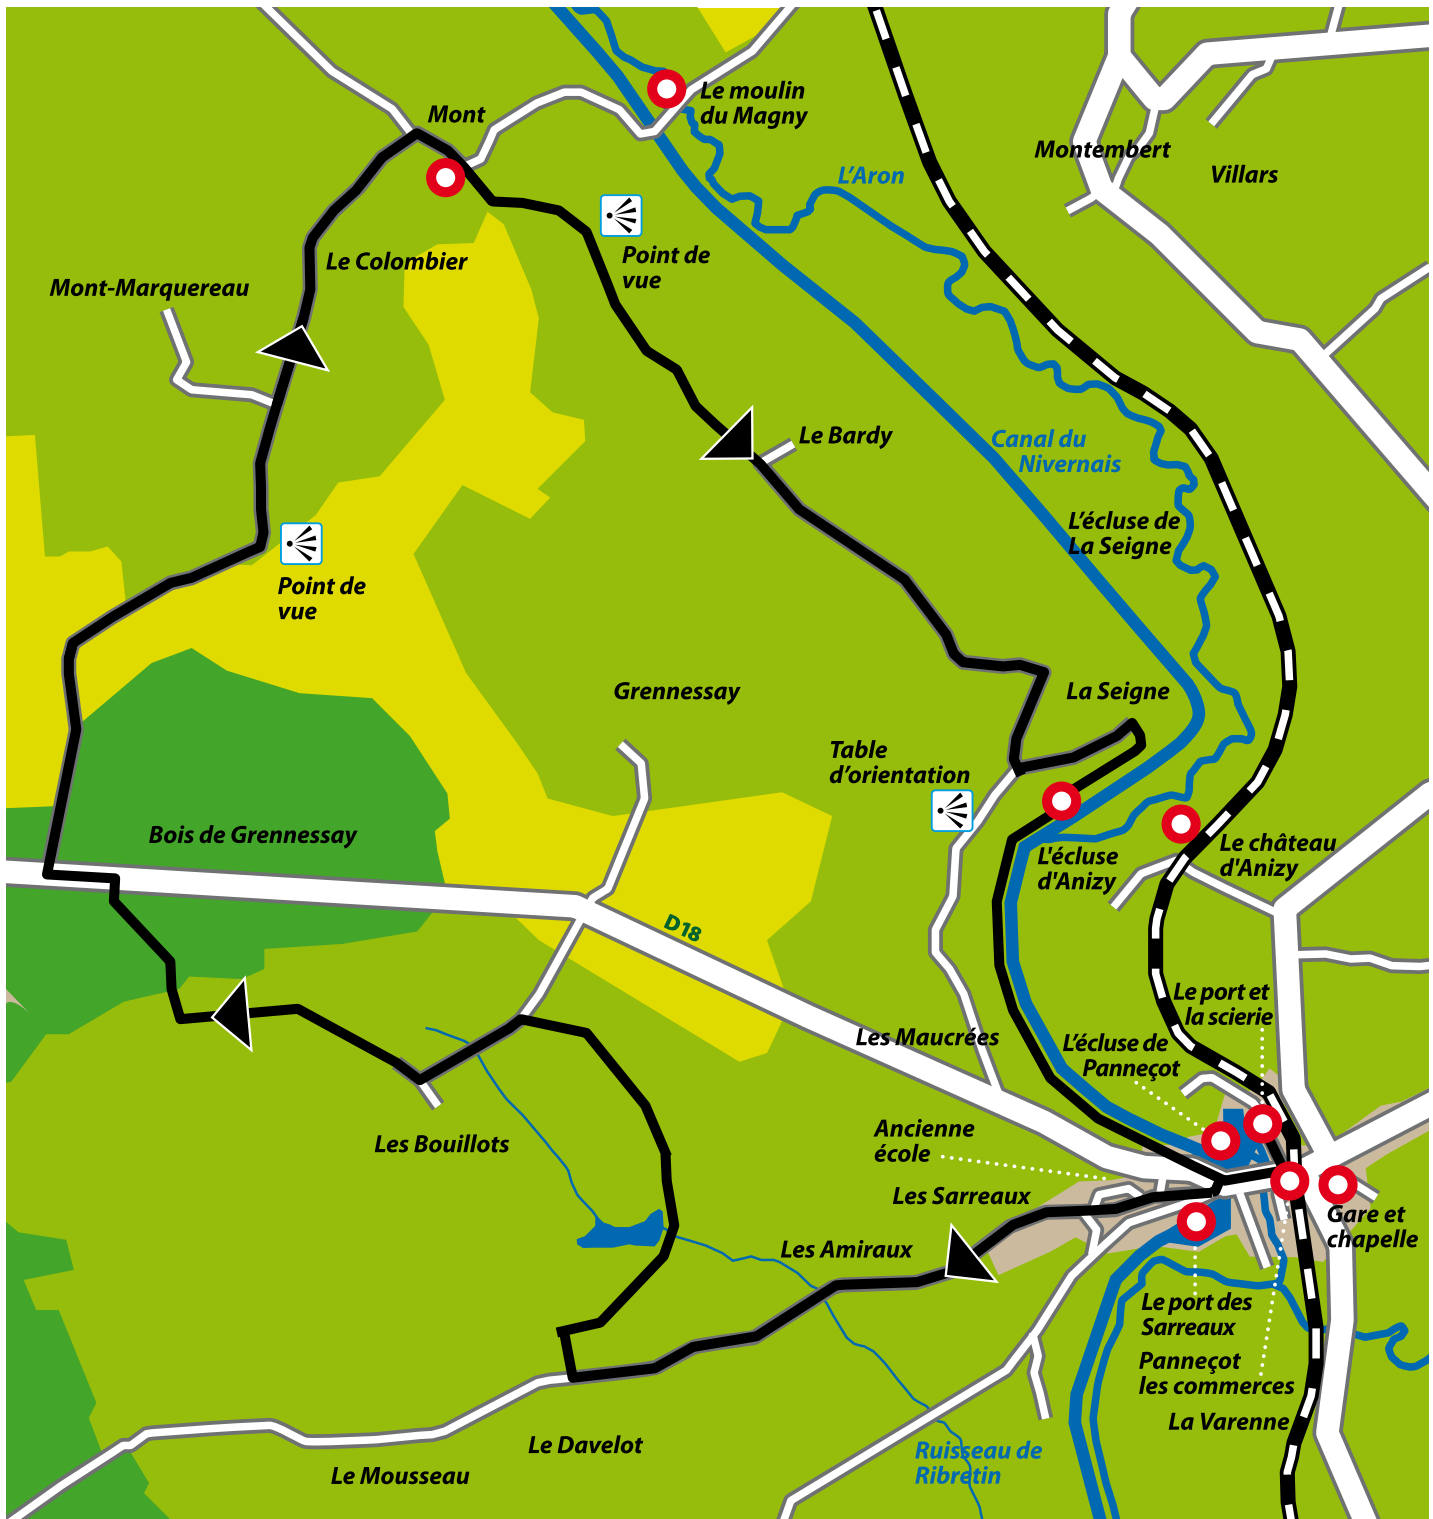 Le moulin
du Magny
Mont
Montembert
L’Aron
Villars
Point de
vue
Le Colombier
Mont-Marquereau
Le Bardy
Canal du
Nivernais
L’écluse de
La Seigne
Point de
vue
Grennessay
La Seigne
Table
d’orientation
Bois de Grennessay
Le château
d'Anizy
L'écluse
d'Anizy
D18
Le port et
la scierie
Les Maucrées
L’écluse de
Panneçot
Ancienne
école
Les Bouillots
Les Sarreaux
Gare et
chapelle
Les Amiraux
Le port des
Sarreaux
Panneçot
les commerces
La Varenne
Le Davelot
Ruisseau de
Ribretin
Le Mousseau